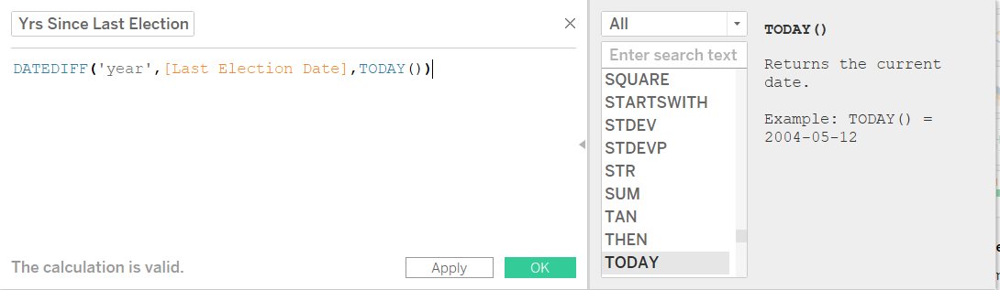 Yrs Since Last Election
DATEDIFF('year',[Last Election Date],TODAY())
The calculation is valid.
Apply
OK
All
Enter search text
SQUARE
STARTSWITH
STDEV
STDEVP
STR
SUM
TAN
THEN
TODAY
TODAY()
Returns the current
date.
Example: TODAY() =
2004-05-12